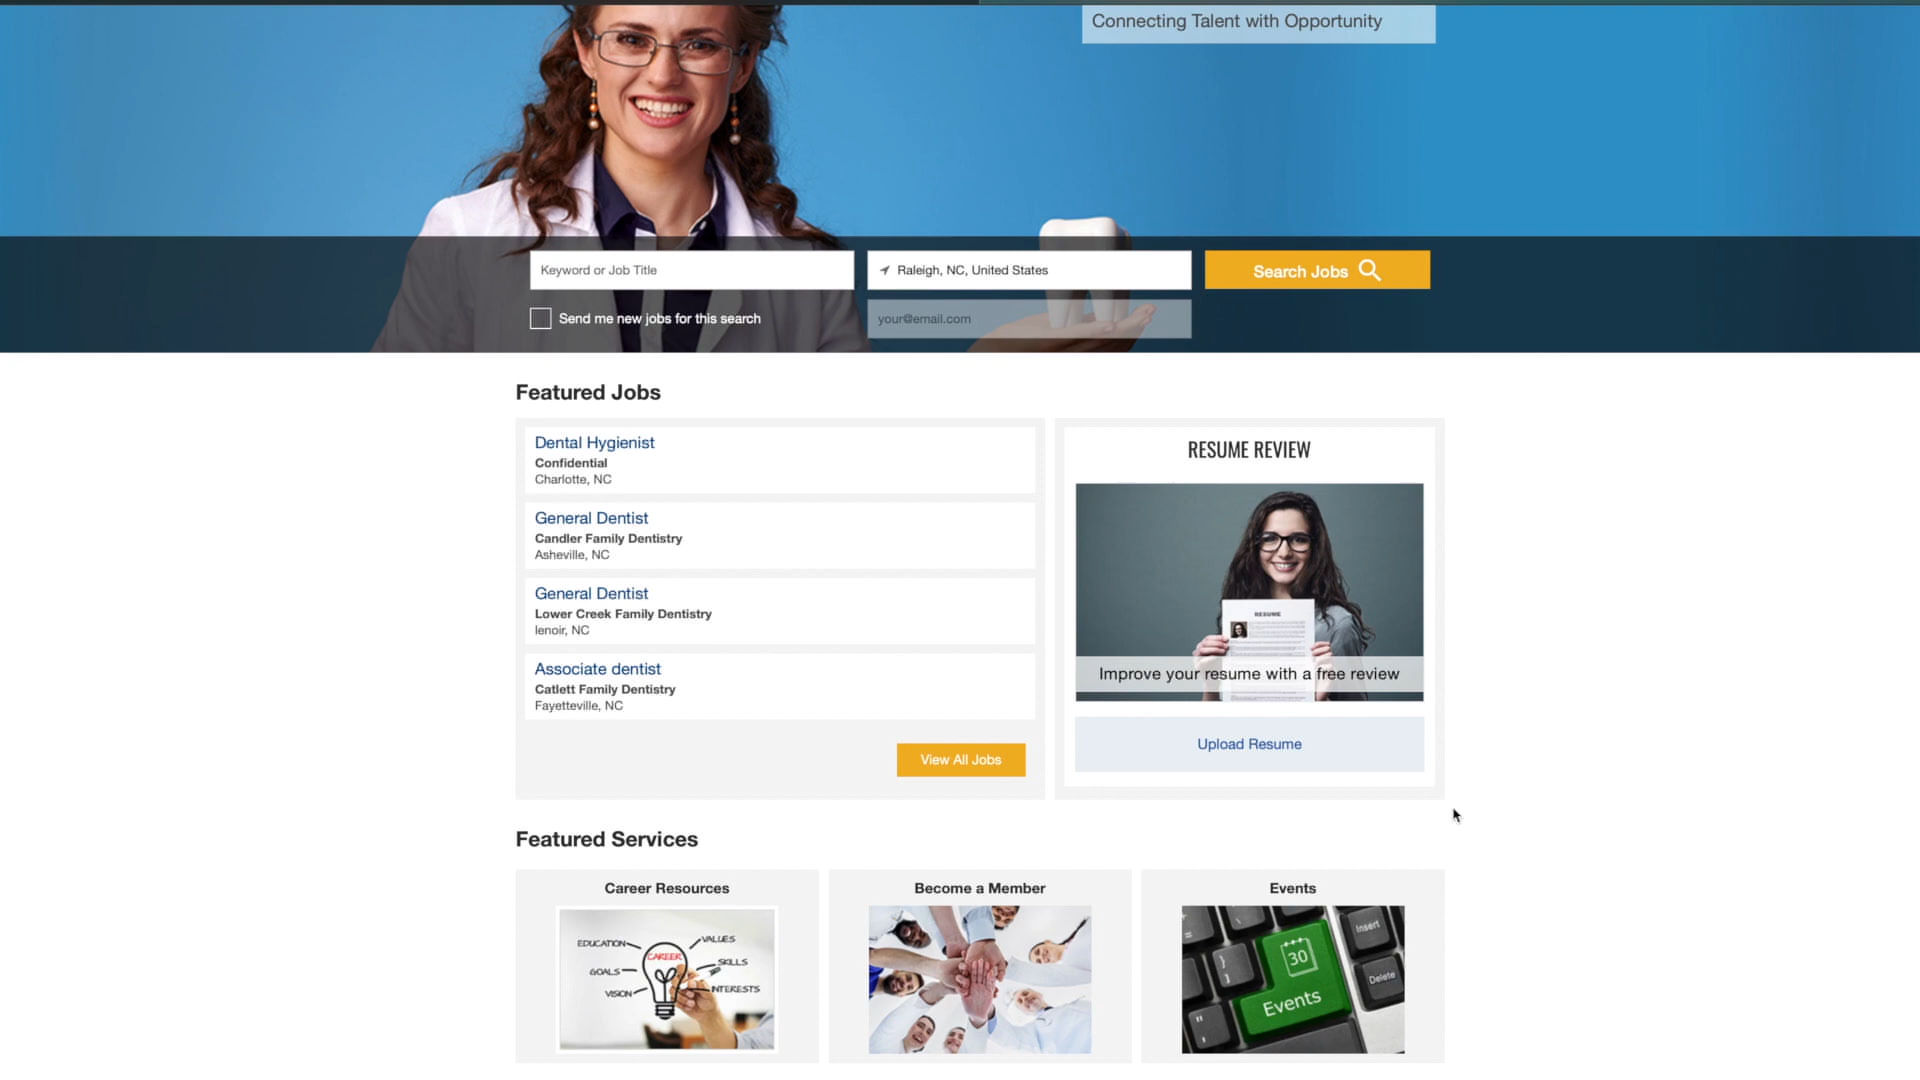 Connecting Talent with Opportunity
Keyword or Job Title
Raleigh, NC, United States
Search Jobs
Send me new jobs for this search
your@email.com
Featured Jobs
Dental Hygienist
Confidential
Charlotte, NC
General Dentist
Candler Family Dentistry
Asheville, NC
General Dentist
Lower Creek Family Dentistry
lenoir, NC
Associate dentist
Catlett Family Dentistry
Fayetteville, NC
View All Jobs
RESUME REVIEW
RESUME
Improve your resume with a free review
Upload Resume
Featured Services
Career Resources
EDUCATION
VALUES
CAREER
GOALS
SKILLS
VISION
INTERESTS
Become a Member
Events
Insert
30
Delete
Events